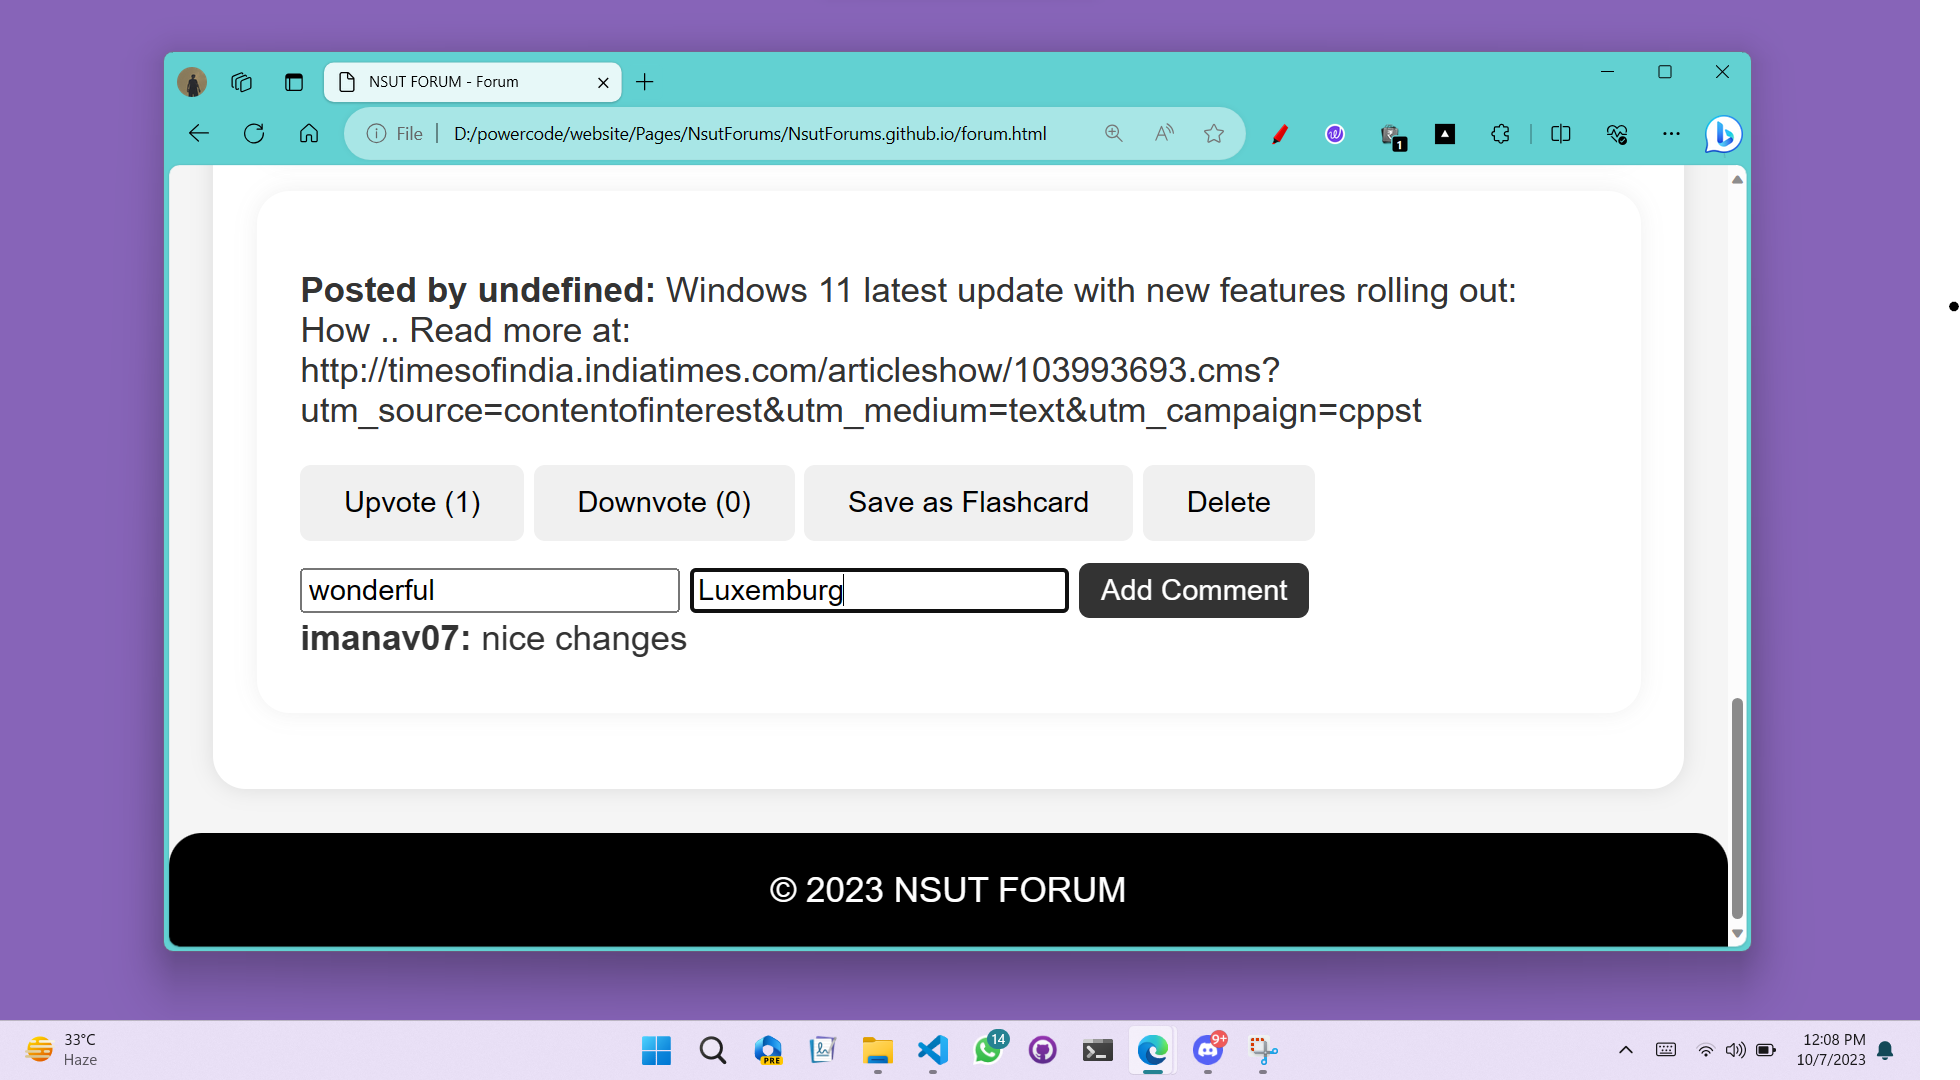 NSUT FORUM - Forum
File
D:/powercode/website/Pages/NsutForums/NsutForums.github.io/forum.html
1
Posted by undefined: Windows 11 latest update with new features rolling out:
How .. Read more at:
http://timesofindia.indiatimes.com/articleshow/103993693.cms?
utm_source=contentofinterest&utm_medium=text&utm_campaign=cppst
Upvote (1) Downvote (0) Save as Flashcard Delete
wonderful Luxemburg Add Comment
imanav07: nice changes
© 2023 NSUT FORUM
33°C
Haze
PRE
14
9+
12:08 PM
10/7/2023